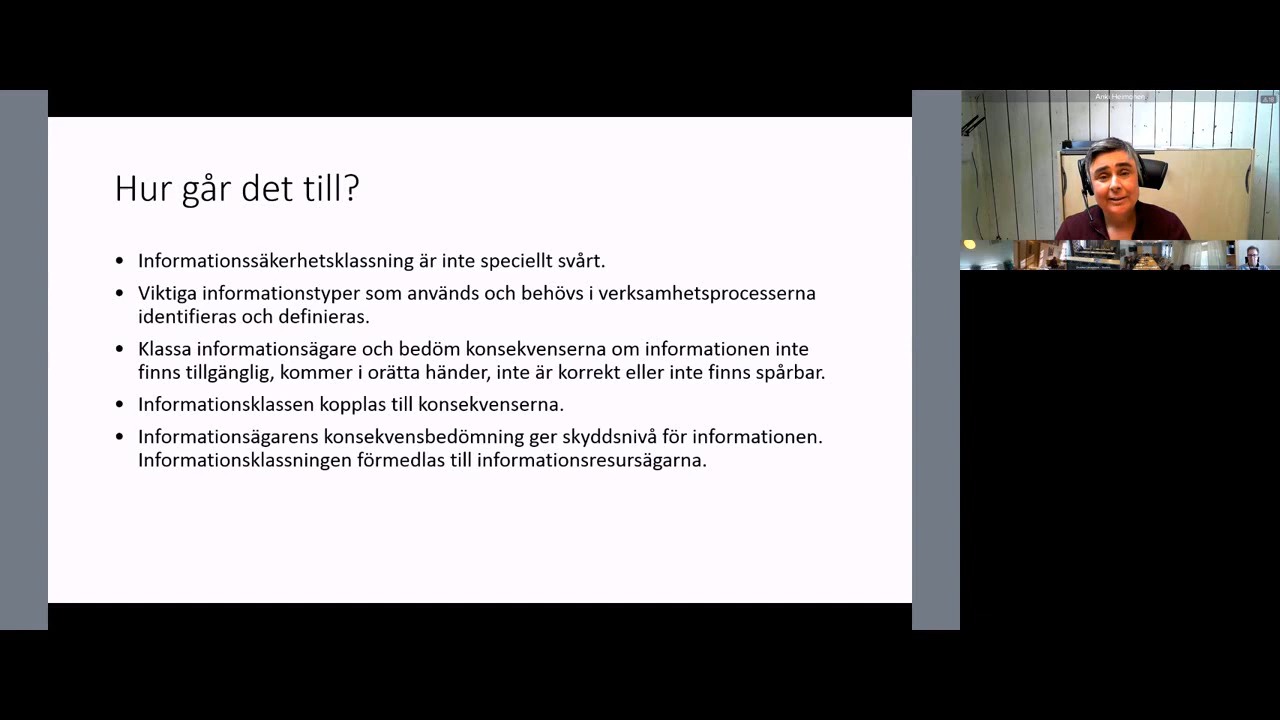 Hur går det till?
• Informationssäkerhetsklassning är inte speciellt svårt.
• Viktiga informationstyper som används och behövs i verksamhetsprocesserna
identifieras och definieras.
• Klassa informationsägare och bedöm konsekvenserna om informationen inte
finns tillgänglig, kommer i orätta händer, inte är korrekt eller inte finns spårbar.
• Informationsklassen kopplas till konsekvenserna.
• Informationsägarens konsekvensbedömning ger skyddsnivå för informationen.
Informationsklassningen förmedlas till informationsresursägarna.